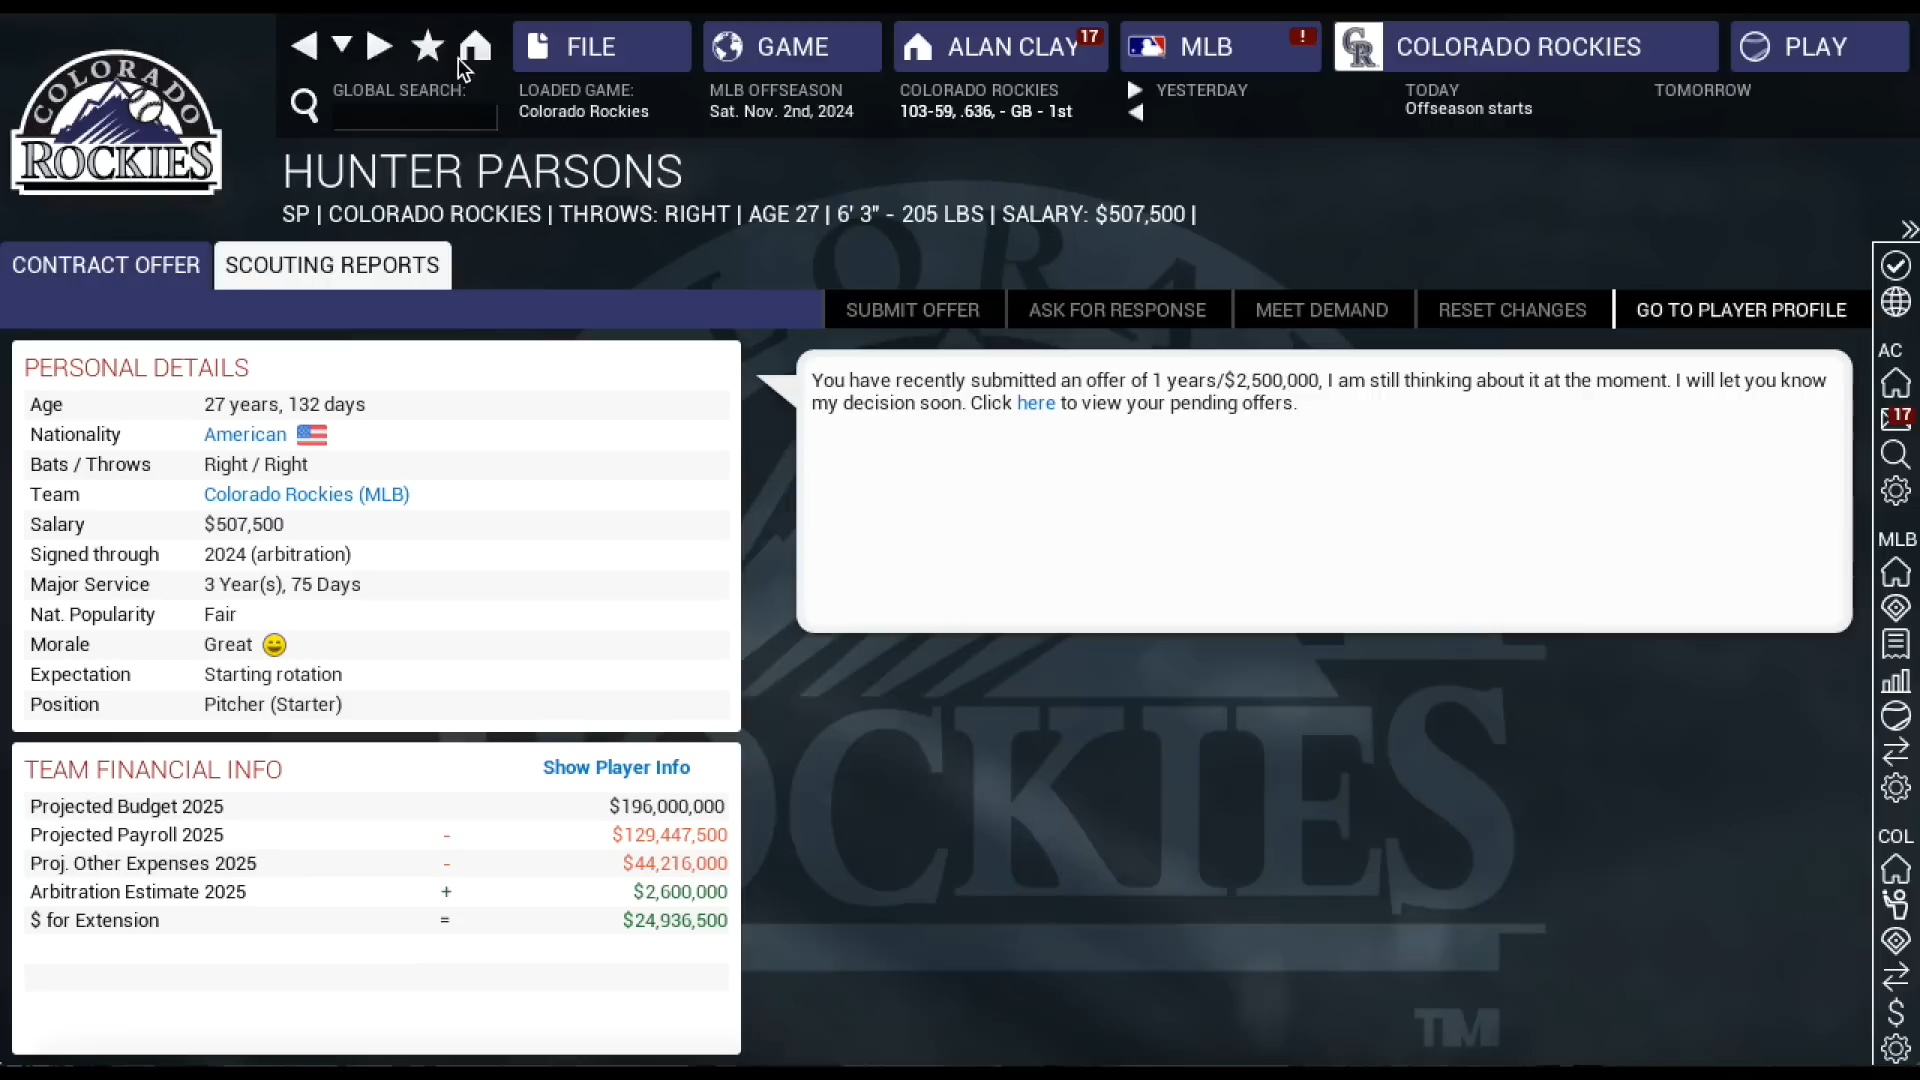 FILE
GAME
ALAN CLAY
17
MLB
!
COLORADO ROCKIES
PLAY
COLORADO
ROCKIES
GLOBAL SEARCH:
LOADED GAME:
Colorado Rockies
MLB OFFSEASON
Sat. Nov. 2nd, 2024
COLORADO ROCKIES
103-59, .636, - GB - 1st
YESTERDAY
TODAY
Offseason starts
TOMORROW
HUNTER PARSONS
SP | COLORADO ROCKIES | THROWS: RIGHT | AGE 27 | 6' 3" - 205 LBS | SALARY: $507,500 |
CONTRACT OFFER
SCOUTING REPORTS
SUBMIT OFFER
ASK FOR RESPONSE
MEET DEMAND
RESET CHANGES
GO TO PLAYER PROFILE
PERSONAL DETAILS
Age 27 years, 132 days
Nationality American
Bats / Throws Right / Right
Team Colorado Rockies (MLB)
Salary $507,500
Signed through 2024 (arbitration)
Major Service 3 Year(s), 75 Days
Nat. Popularity Fair
Morale Great
Expectation Starting rotation
Position Pitcher (Starter)
You have recently submitted an offer of 1 years/$2,500,000, I am still thinking about it at the moment. I will let you know
my decision soon. Click here to view your pending offers.
TEAM FINANCIAL INFO Show Player Info
Projected Budget 2025 $196,000,000
Projected Payroll 2025 - $129,447,500
Proj. Other Expenses 2025 - $44,216,000
Arbitration Estimate 2025 + $2,600,000
$ for Extension = $24,936,500
AC
17
MLB
COL
TM